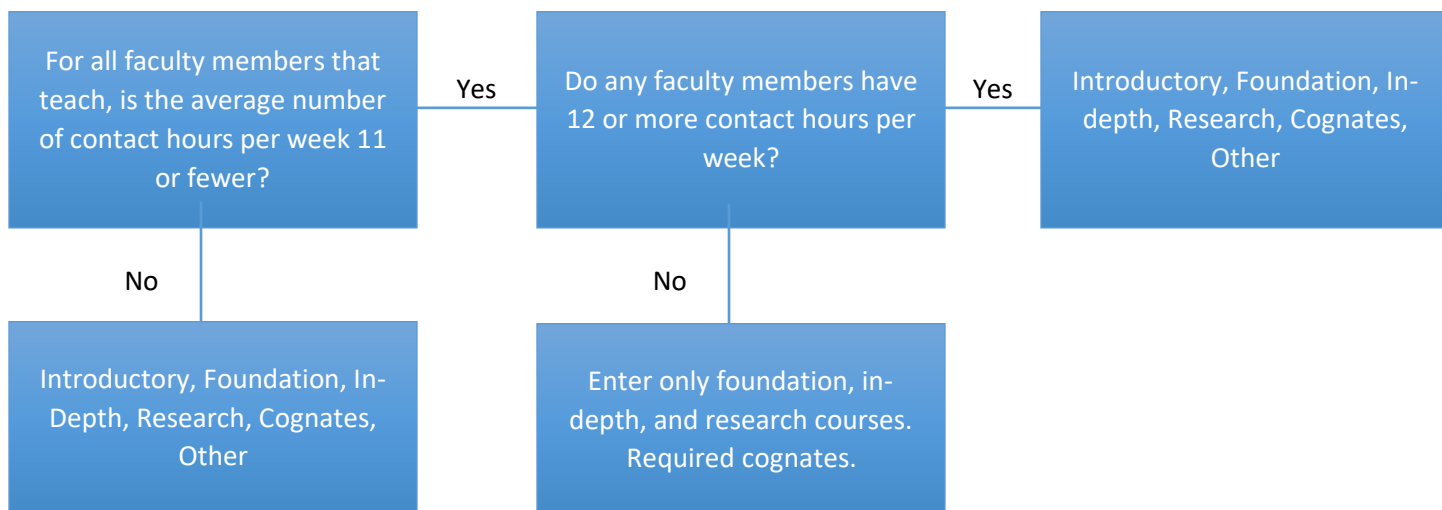 For all faculty members that
teach, is the average number
of contact hours per week 11
or fewer?
Yes
Do any faculty members have
12 or more contact hours per
week?
Yes
Introductory, Foundation, In-
depth, Research, Cognates,
Other
No
No
Introductory, Foundation, In-
Depth, Research, Cognates,
Other
Enter only foundation, in-
depth, and research courses.
Required cognates.